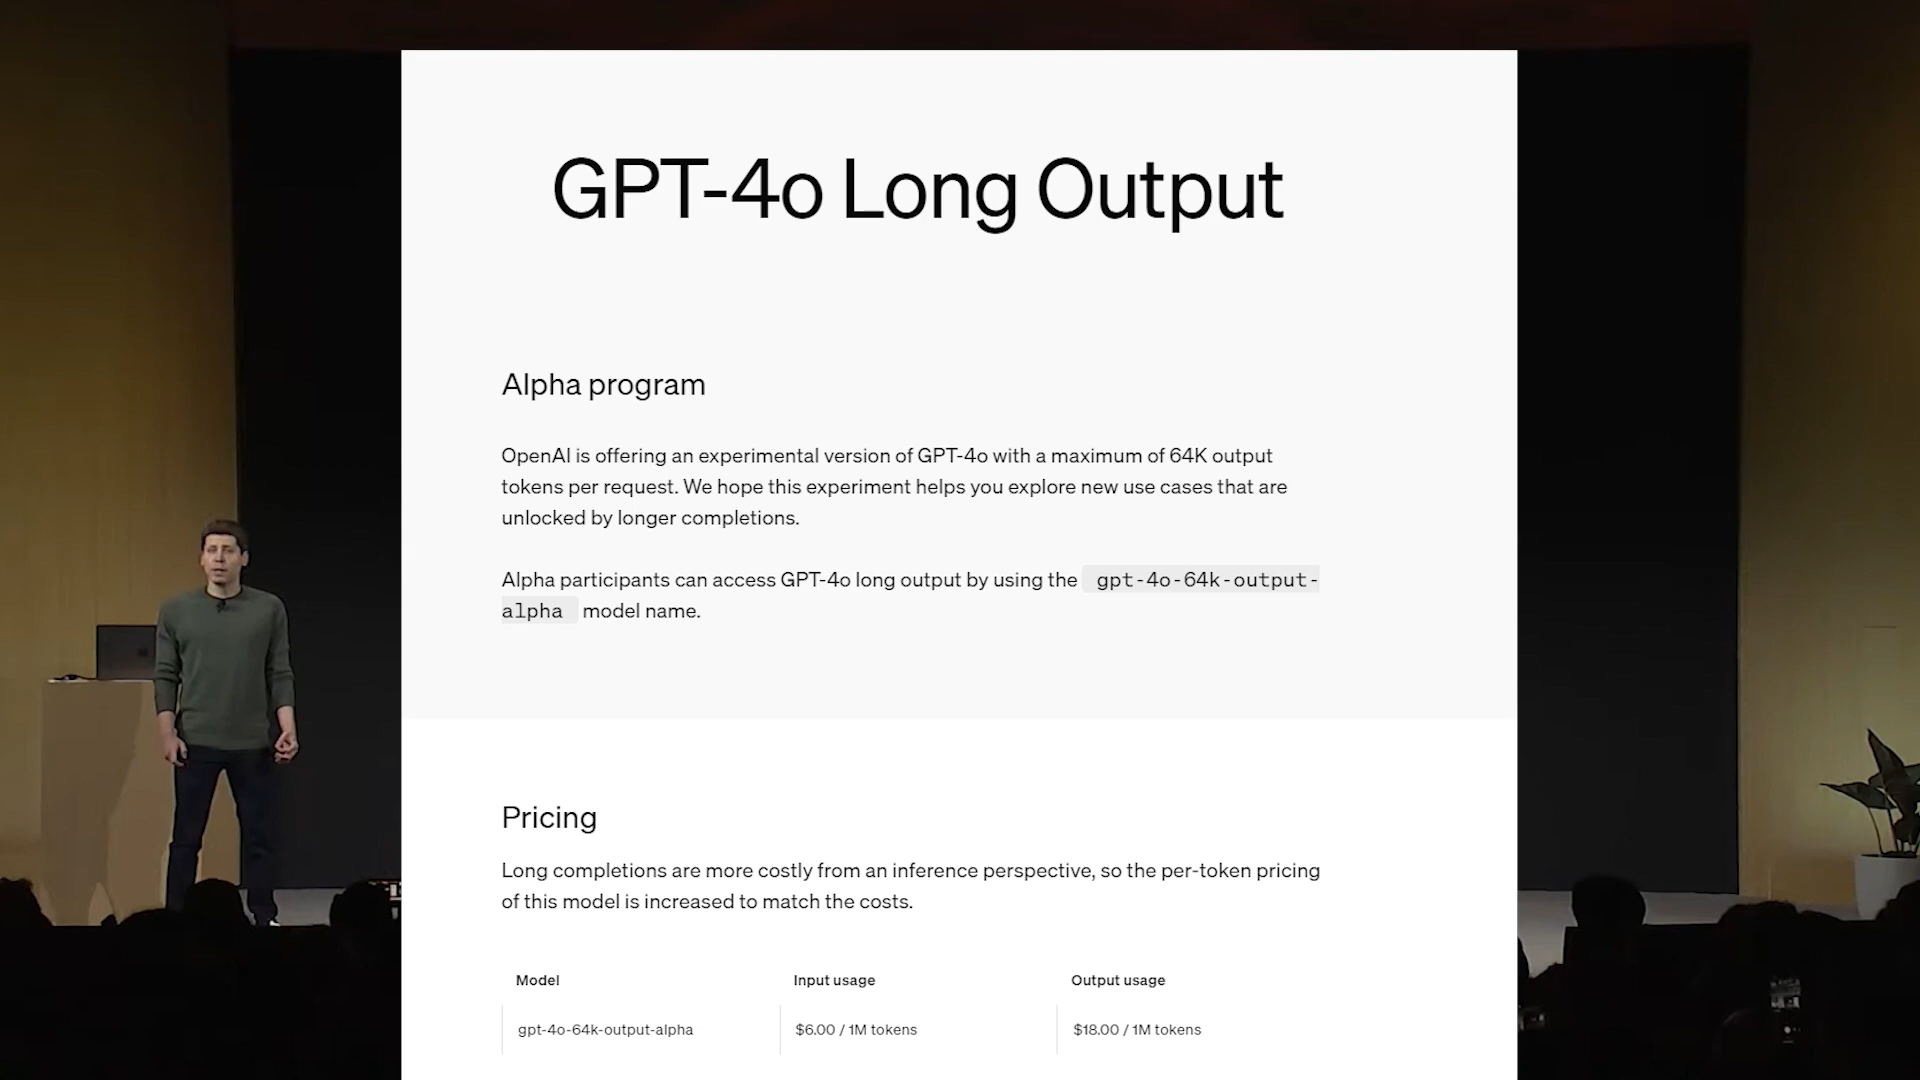 GPT-4o Long Output
Alpha program
OpenAI is offering an experimental version of GPT-4o with a maximum of 64K output
tokens per request. We hope this experiment helps you explore new use cases that are
unlocked by longer completions.
Alpha participants can access GPT-4o long output by using the gpt-4o-64k-output-
alpha model name.
Pricing
Long completions are more costly from an inference perspective, so the per-token pricing
of this model is increased to match the costs.
Model Input usage Output usage
gpt-4o-64k-output-alpha $6.00 / 1M tokens $18.00 / 1M tokens